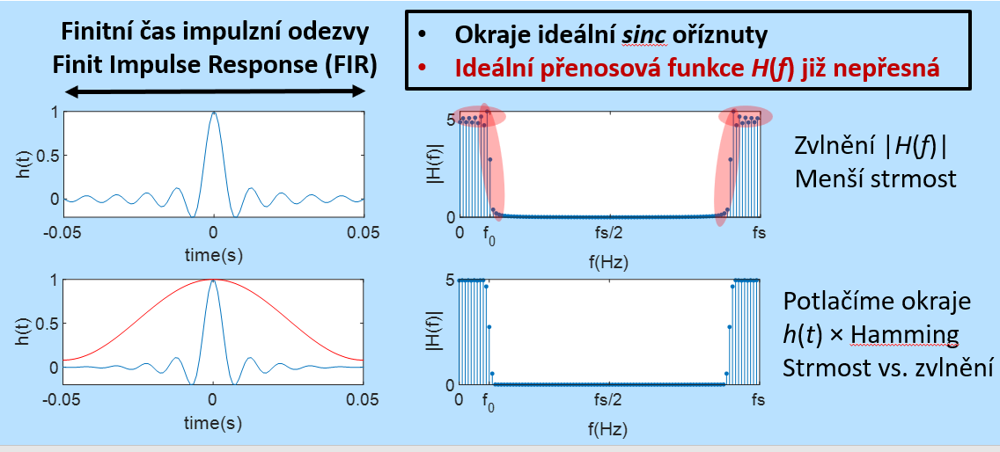 Finitní čas impulzní odezvy
Finit Impulse Response (FIR)
• Okraje ideální sinc oříznuty
• Ideální přenosová funkce H(f) již nepřesná
1
0.5
0
h(t)
-0.05
0
0.05
time(s)
5
0
|H(f)|
0
f0
fs/2
fs
f(Hz)
Zvlnění |H(f)|
Menší strmost
1
0.5
0
h(t)
-0.05
0
0.05
time(s)
5
0
|H(f)|
0
f0
fs/2
fs
f(Hz)
Potlačíme okraje
h(t) × Hamming
Strmost vs. zvlnění